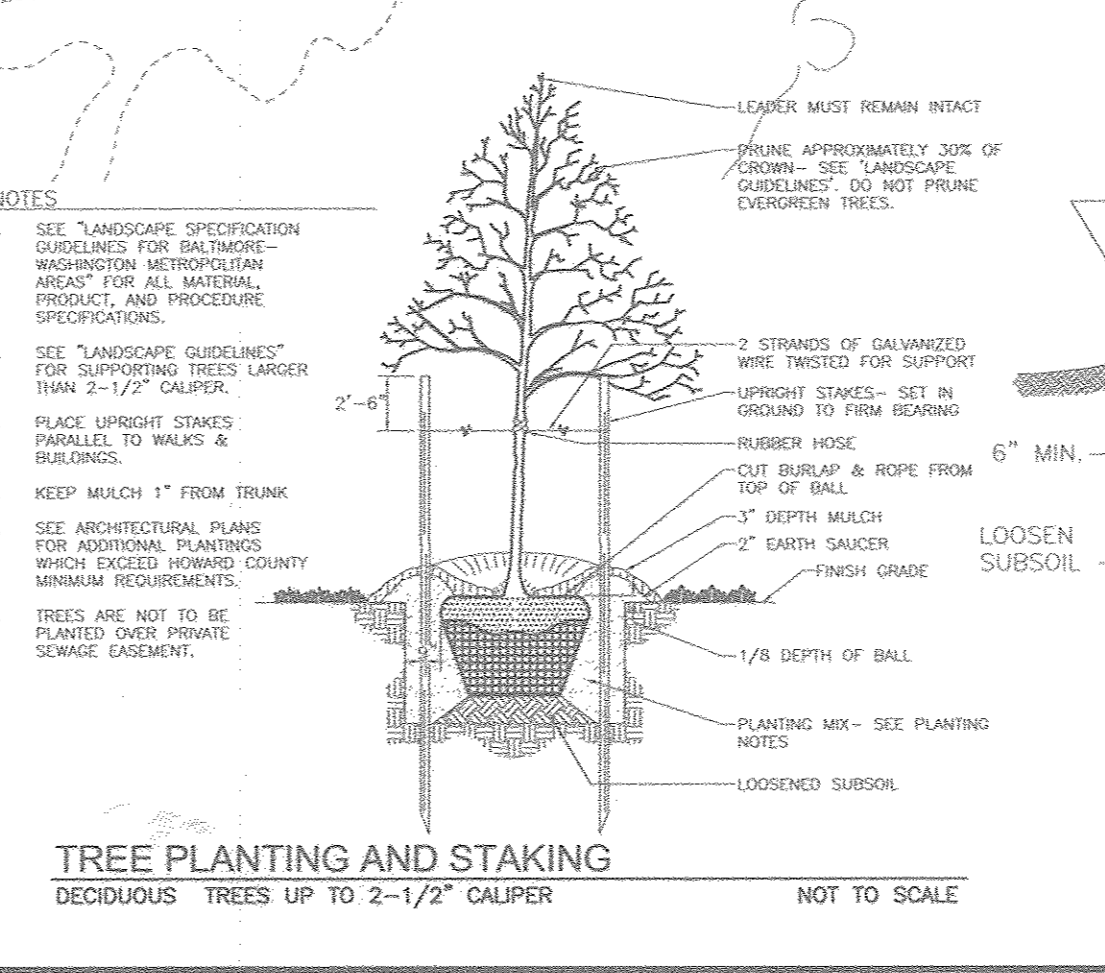 NOTES
SEE "LANDSCAPE SPECIFICATION
GUIDELINES FOR BALTIMORE-
WASHINGTON METROPOLITAN
AREAS" FOR ALL MATERIAL,
PRODUCT, AND PROCEDURE
SPECIFICATIONS.
SEE "LANDSCAPE GUIDELINES"
FOR SUPPORTING TREES LARGER
THAN 2-1/2" CALIPER.
PLACE UPRIGHT STAKES
PARALLEL TO WALKS &
BUILDINGS.
KEEP MULCH 1" FROM TRUNK
SEE ARCHITECTURAL PLANS
FOR ADDITIONAL PLANTINGS
WHICH EXCEED HOWARD COUNTY
MINIMUM REQUIREMENTS.
TREES ARE NOT TO BE
PLANTED OVER PRIVATE
SEWAGE EASEMENT.
2'-6"
LEADER MUST REMAIN INTACT
PRUNE APPROXIMATELY 30% OF
CROWN- SEE 'LANDSCAPE
GUIDELINES'. DO NOT PRUNE
EVERGREEN TREES.
2 STRANDS OF GALVANIZED
WIRE TWISTED FOR SUPPORT
UPRIGHT STAKES- SET IN
GROUND TO FIRM BEARING
RUBBER HOSE
CUT BURLAP & ROPE FROM
TOP OF BALL
3" DEPTH MULCH
2" EARTH SAUCER
FINISH GRADE
1/8 DEPTH OF BALL
PLANTING MIX- SEE PLANTING
NOTES
LOOSENED SUBSOIL
6" MIN.
LOOSEN
SUBSOIL
TREE PLANTING AND STAKING
DECIDUOUS TREES UP TO 2-1/2" CALIPER
NOT TO SCALE